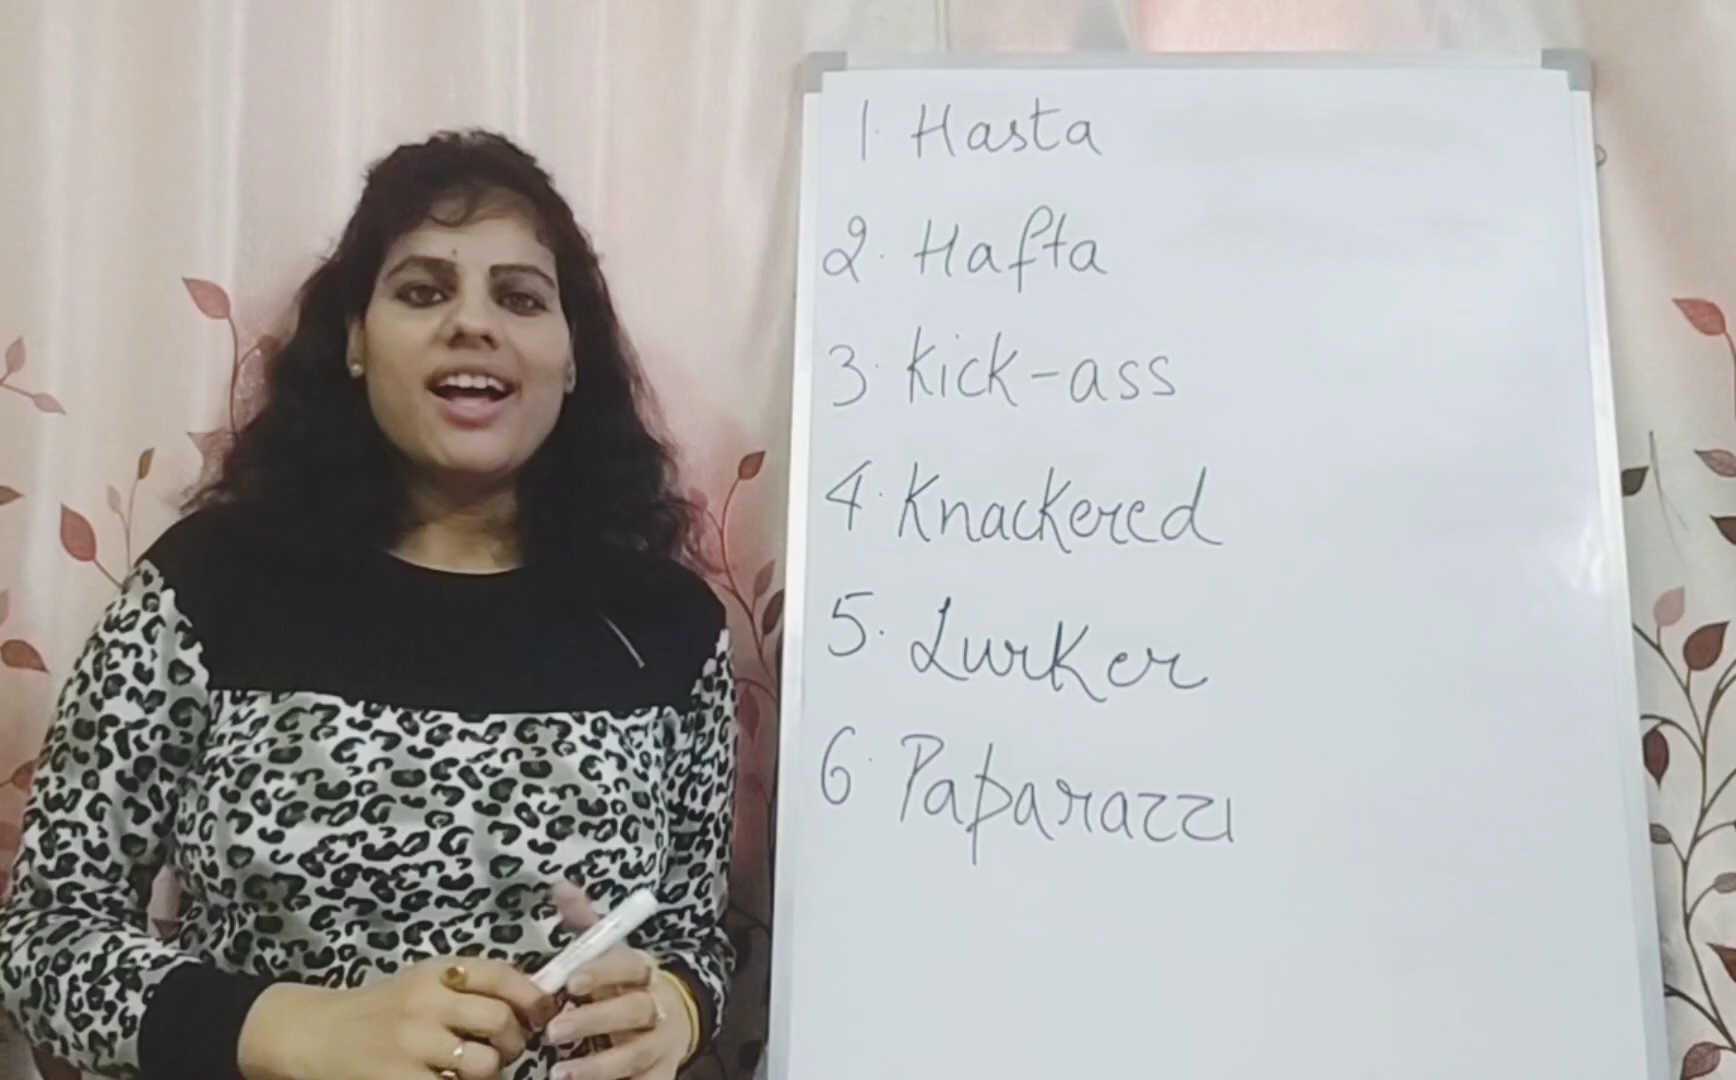 1. Hasta
2. Hafta
3. Kick-ass
4. Knackered
5. Lurker
6. Paparazzi